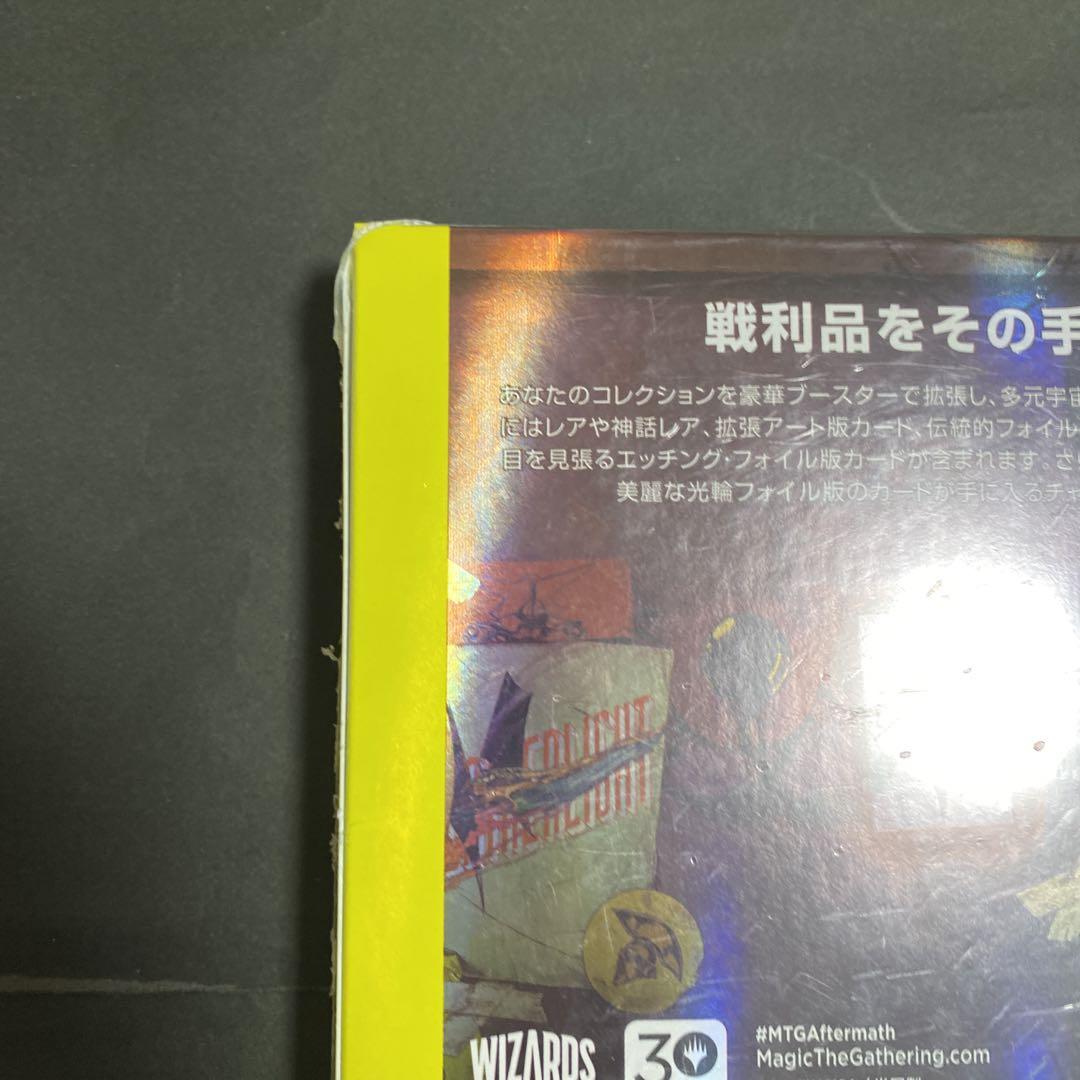 戦利品をその手
あなたのコレクションを豪華ブースターで拡張し、多元宇宙
にはレアや神話レア、拡張アート版カード、伝統的フォイル
目を見張るエッチング・フォイル版カードが含まれます。さら
美麗な光輪フォイル版のカードが手に入るチャ
WIZARDS
30
#MTGAftermath
MagicTheGathering.com